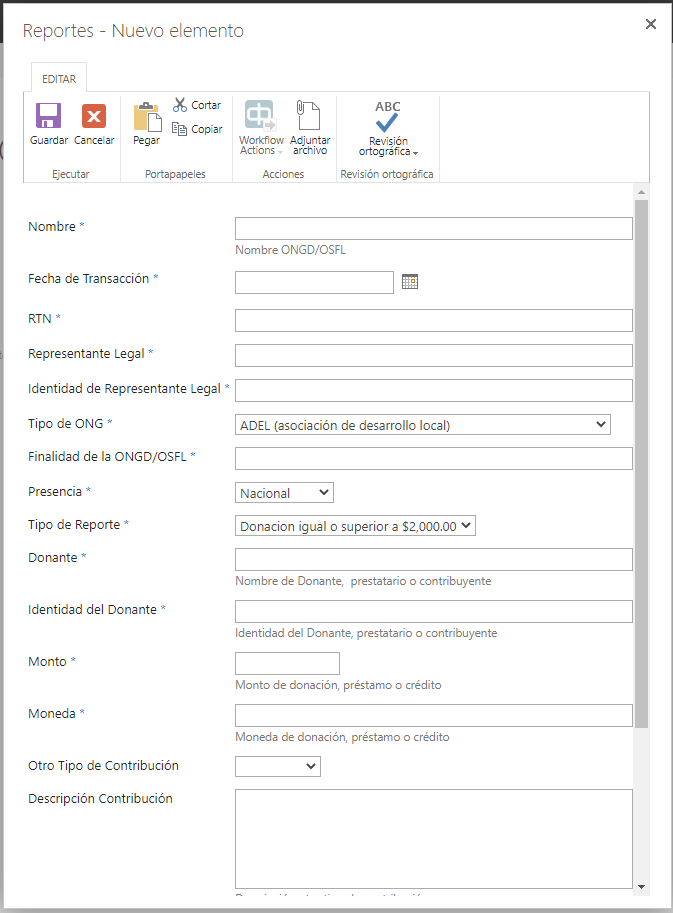 Reportes - Nuevo elemento
EDITAR
Guardar
Cancelar
Ejecutar
Pegar
Cortar
Copiar
Portapapeles
Workflow
Actions
Adjuntar
archivo
Acciones
ABC
Revisión
ortográfica
Revisión ortográfica
Nombre *
Nombre ONGD/OSFL
Fecha de Transacción *
RTN *
Representante Legal *
Identidad de Representante Legal *
Tipo de ONG *
ADEL (asociación de desarrollo local)
Finalidad de la ONGD/OSFL *
Presencia *
Nacional
Tipo de Reporte *
Donacion igual o superior a $2,000.00
Donante *
Nombre de Donante, prestatario o contribuyente
Identidad del Donante *
Identidad del Donante, prestatario o contribuyente
Monto *
Monto de donación, préstamo o crédito
Moneda *
Moneda de donación, préstamo o crédito
Otro Tipo de Contribución
Descripción Contribución